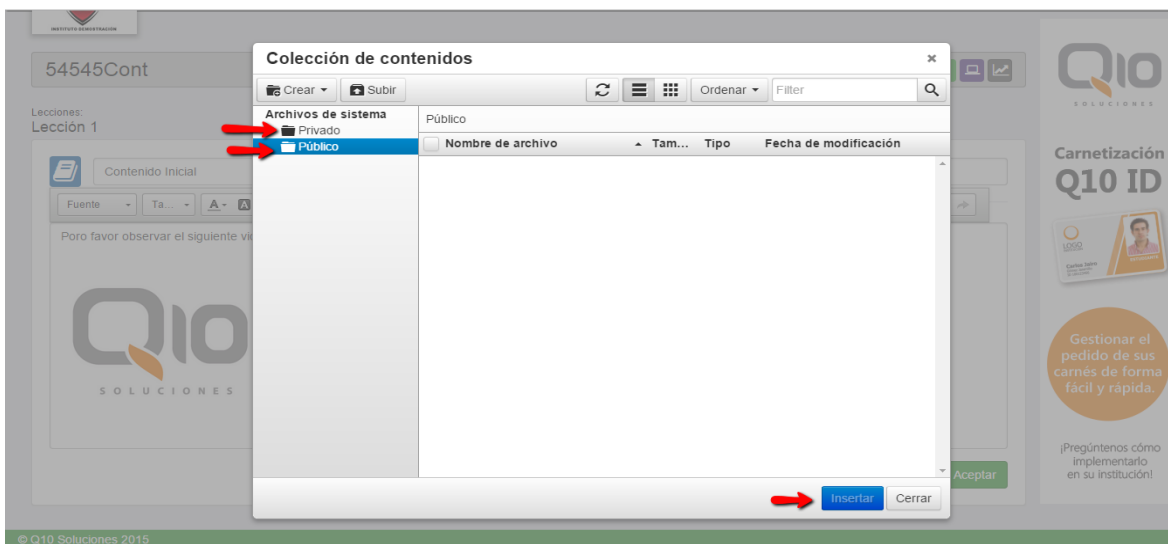 INSTITUTO DEMOSTRACIÓN
54545Cont
Lecciones:
Lección 1
Contenido Inicial
Fuente
Ta...
A
A
Poro favor observar el siguiente vi
Q10
SOLUCIONES
Colección de contenidos
×
Crear
Subir
Ordenar
Filter
Archivos de sistema
Privado
Público
Público
Nombre de archivo
Tam...
Tipo
Fecha de modificación
Insertar
Cerrar
Aceptar
Q10
SOLUCIONES
Carnetización
Q10 ID
LOGO
Gestionar el
pedido de sus
carnés de forma
fácil y rápida.
¡Pregúntenos cómo
implementarlo
en su institución!
© Q10 Soluciones 2015